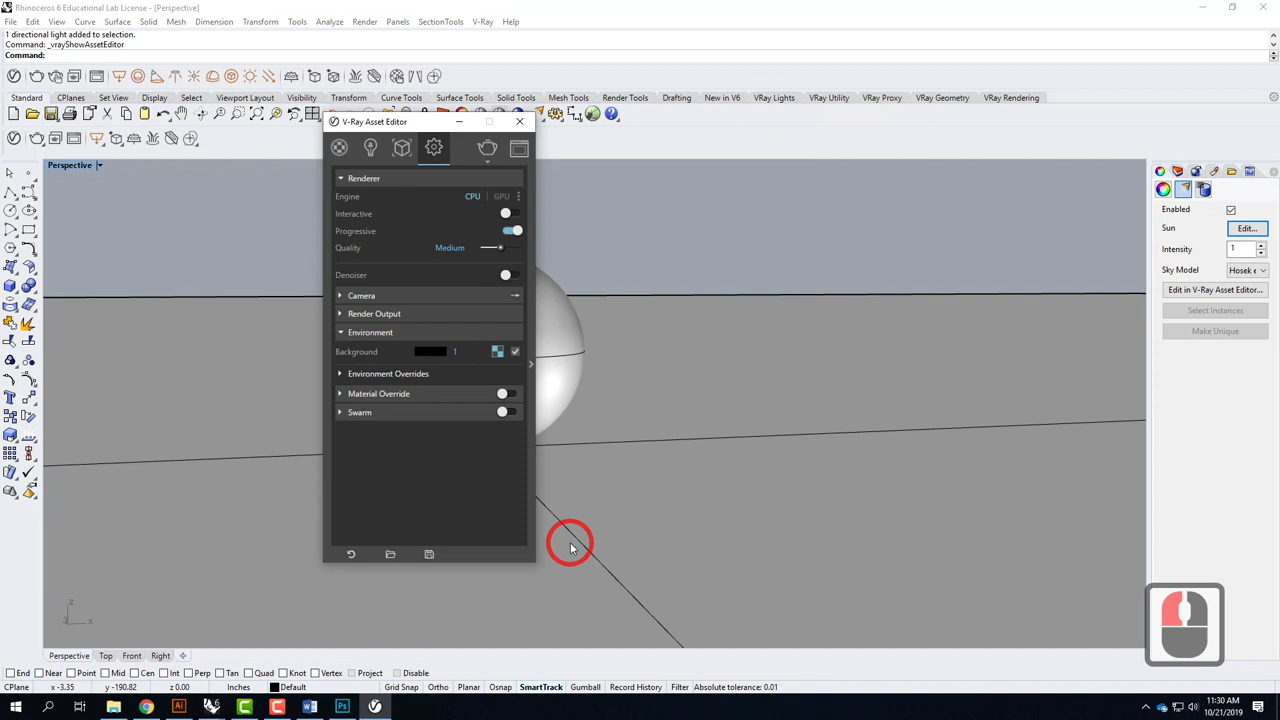 Rhinoceros 6 Educational Lab License - [Perspective]
File Edit View Curve Surface Solid Mesh Dimension Transform Tools Analyze Render Panels SectionTools V-Ray Help
1 directional light added to selection.
Command: _vrayShowAssetEditor
Command:
Standard CPlanes Set View Display Select Viewport Layout Visibility Transform Curve Tools Surface Tools Solid Tools Mesh Tools Render Tools Drafting New in V6 VRay Lights VRay Utility VRay Proxy VRay Geometry VRay Rendering
Perspective
V-Ray Asset Editor
Renderer
Engine CPU GPU
Interactive
Progressive
Quality Medium
Denoiser
Camera
Render Output
Environment
Background 1
Environment Overrides
Material Override
Swarm
Enabled
Sun Edit...
Intensity 1
Sky Model Hosek e
Edit in V-Ray Asset Editor...
Select Instances
Make Unique
z
y x
Perspective Top Front Right
End Near Point Mid Cen Int Perp Tan Quad Knot Vertex Project Disable
CPlane x -3.35 y -190.82 z 0.00 Inches Default Grid Snap Ortho Planar Osnap SmartTrack Gumball Record History Filter Absolute tolerance: 0.01
11:30 AM
10/21/2019